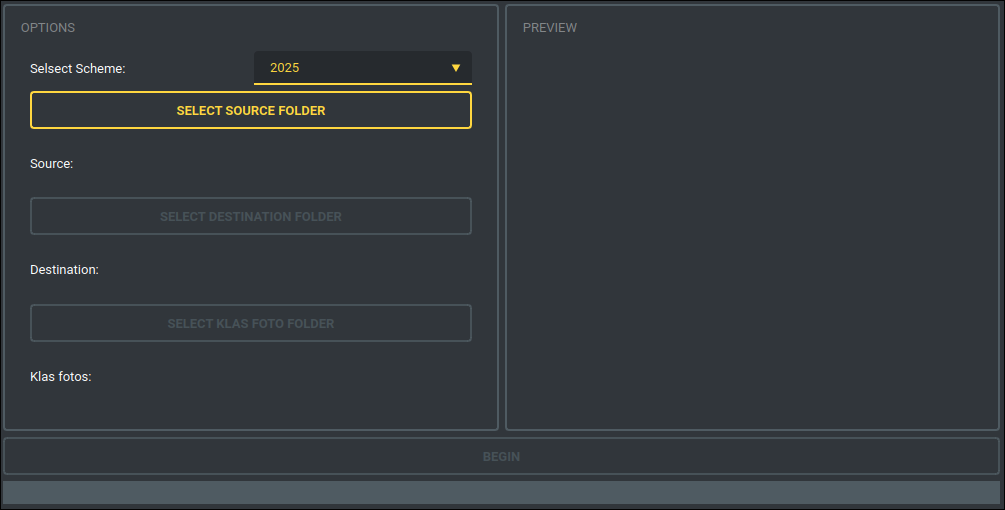 OPTIONS
Selsect Scheme:
2025
SELECT SOURCE FOLDER
Source:
SELECT DESTINATION FOLDER
Destination:
SELECT KLAS FOTO FOLDER
Klas fotos:
PREVIEW
BEGIN